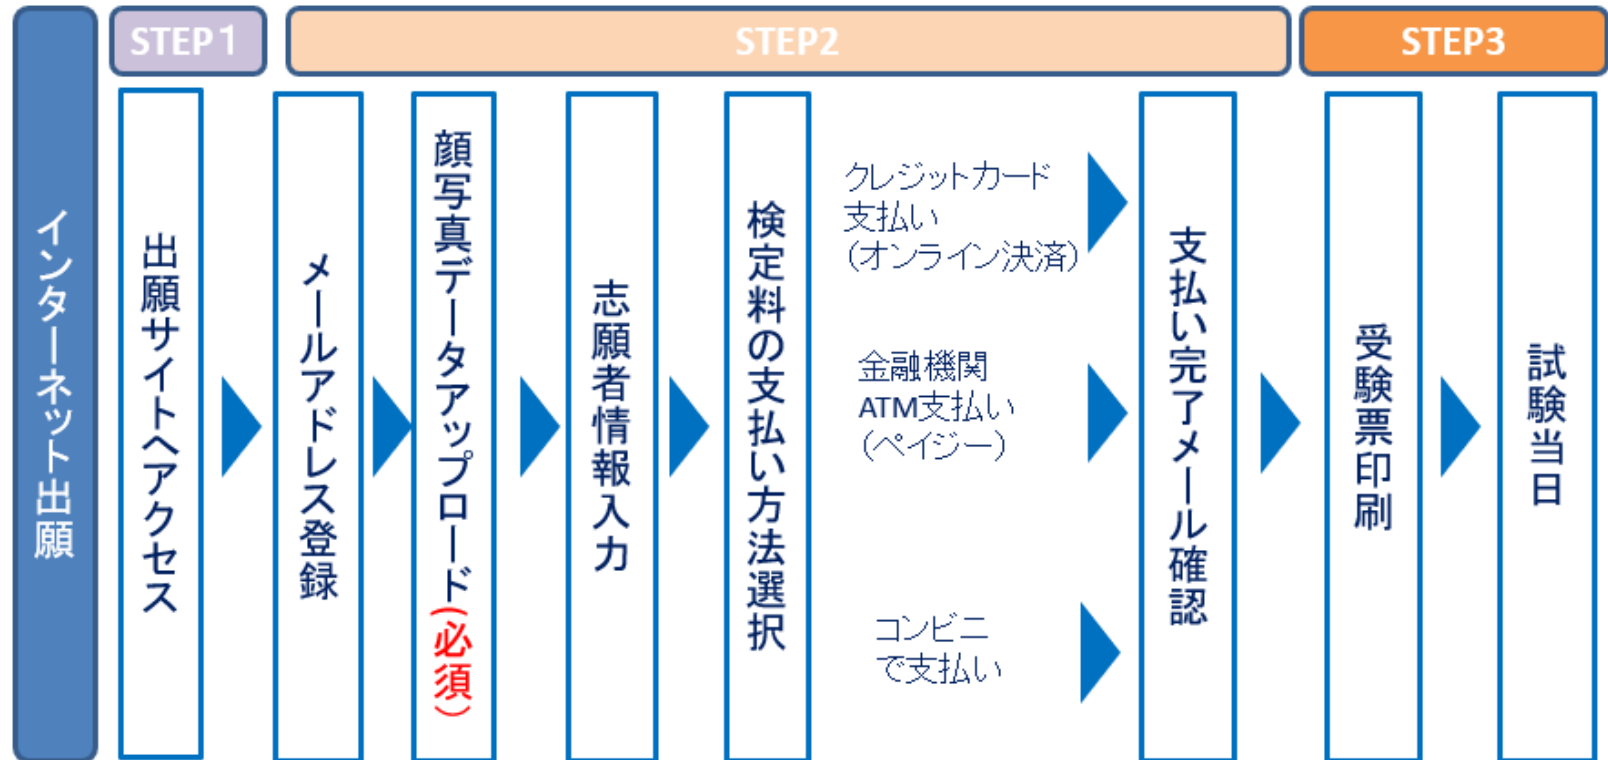 インターネット出願
STEP1
STEP2
STEP3
出願サイトへアクセス
メールアドレス登録
顔写真データアップロード(必須)
志願者情報入力
検定料の支払い方法選択
クレジットカード
支払い
(オンライン決済)
金融機関
ATM支払い
(ペイジー)
コンビニ
で支払い
支払い完了メール確認
受験票印刷
試験当日